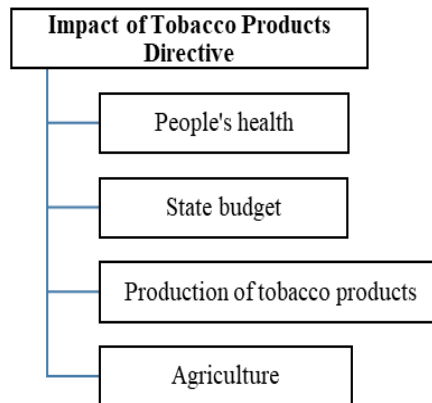 Impact of Tobacco Products
Directive
People's health
State budget
Production of tobacco products
Agriculture